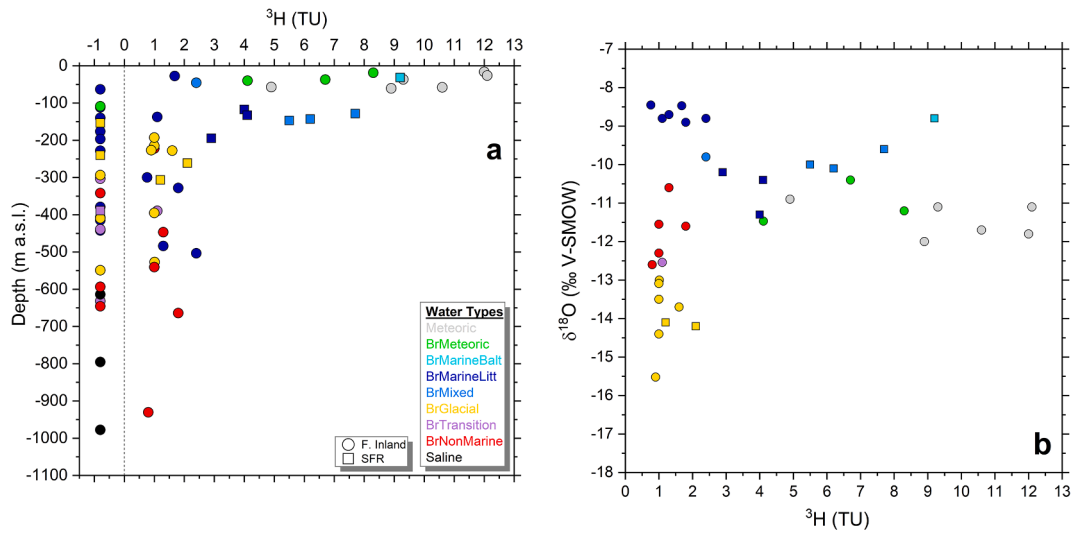 ³H (TU)
-1 0 1 2 3 4 5 6 7 8 9 10 11 12 13
0
-100
-200
-300
-400
-500
-600
-700
-800
-900
-1000
-1100
Depth (m a.s.l.)
a
Water Types
Meteoric
BrMeteoric
BrMarineBalt
BrMarineLitt
BrMixed
BrGlacial
BrTransition
BrNonMarine
Saline
F. Inland
SFR
-7
-8
-9
-10
-11
-12
-13
-14
-15
-16
-17
-18
δ¹⁸O (‰ V-SMOW)
b
0 1 2 3 4 5 6 7 8 9 10 11 12 13
³H (TU)